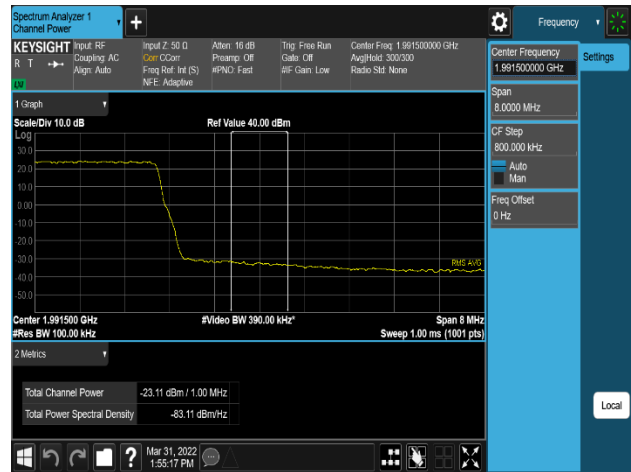 Spectrum Analyzer 1
Channel Power
Frequency
KEYSIGHT
R T
LW
Input: RF
Coupling: AC
Align: Auto
Input Z: 50 Ω
Corr CCorr
Freq Ref: Int (S)
NFE: Adaptive
Atten: 16 dB
Preamp: Off
#PNO: Fast
Trig: Free Run
Gate: Off
#IF Gain: Low
Center Freq: 1.991500000 GHz
Avg|Hold: 300/300
Radio Std: None
1 Graph
Scale/Div 10.0 dB
Ref Value 40.00 dBm
Log
30.0
20.0
10.0
0.00
-10.0
-20.0
-30.0
-40.0
-50.0
RMS AVG
Center 1.991500 GHz
#Video BW 390.00 kHz*
Span 8 MHz
#Res BW 100.00 kHz
Sweep 1.00 ms (1001 pts)
2 Metrics
Total Channel Power -23.11 dBm / 1.00 MHz
Total Power Spectral Density -83.11 dBm/Hz
Center Frequency
1.991500000 GHz
Span
8.0000 MHz
CF Step
800.000 kHz
Auto
Man
Freq Offset
0 Hz
Settings
Local
?
Mar 31, 2022
1:55:17 PM